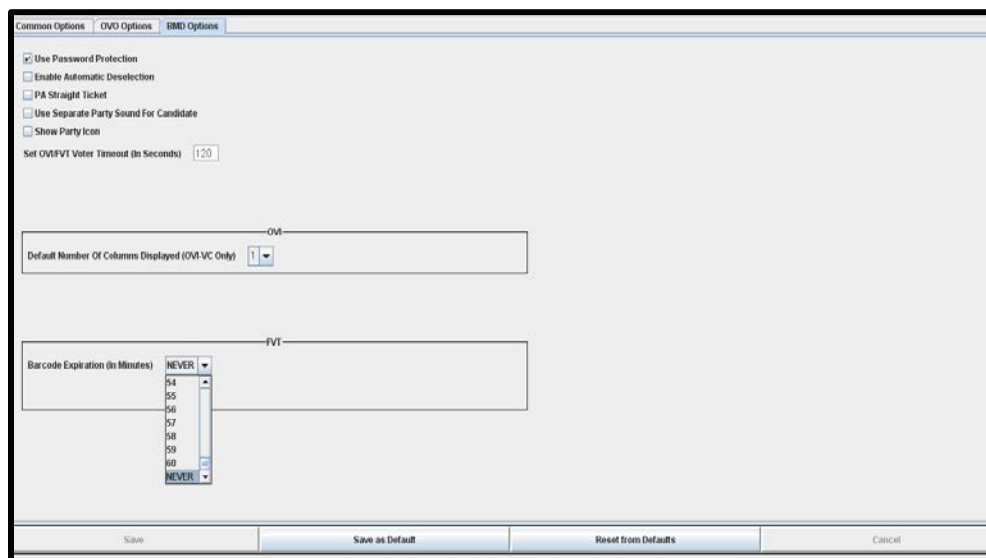 Common Options OVO Options BMD Options
Use Password Protection
Enable Automatic Deselection
PA Straight Ticket
Use Separate Party Sound For Candidate
Show Party Icon
Set OVI/FVT Voter Timeout (In Seconds) 120
OVI
Default Number Of Columns Displayed (OVI-VC Only) 1
FVT
Barcode Expiration (In Minutes) NEVER
54
55
56
57
58
59
60
NEVER
Save Save as Default Reset from Defaults Cancel